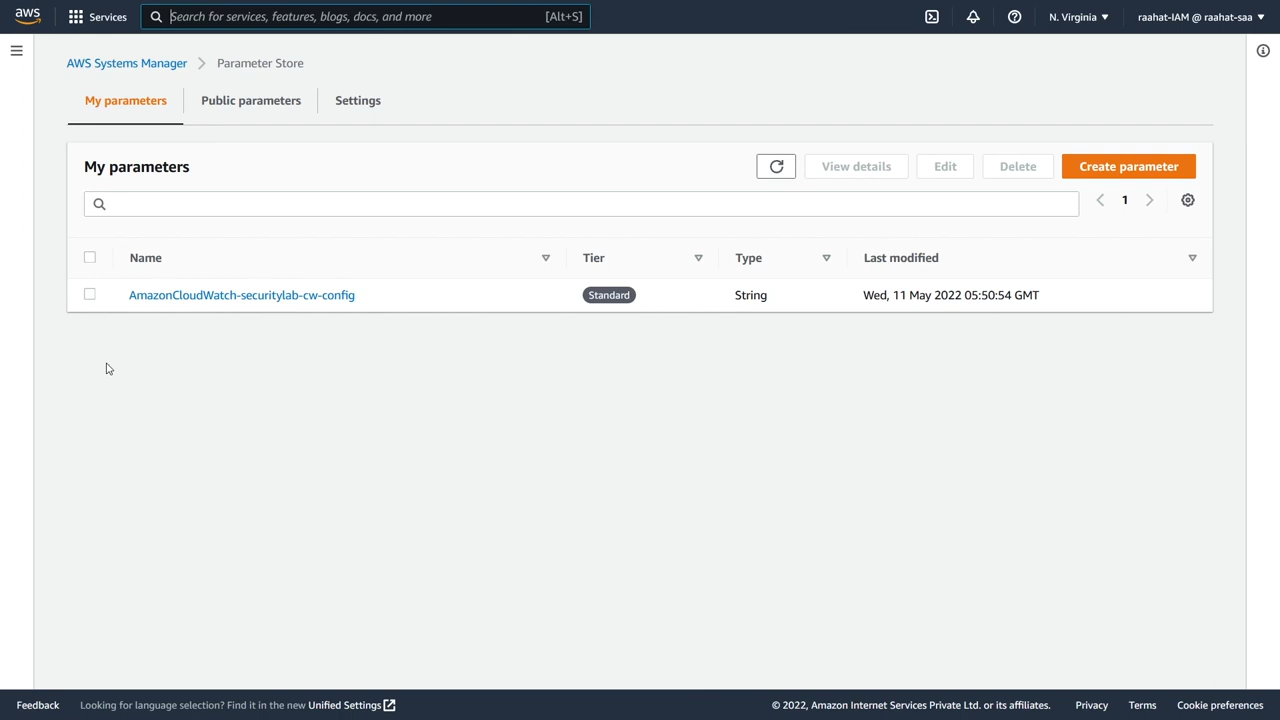 aws Services Search for services, features, blogs, docs, and more [Alt+S] N. Virginia ▼ raahat-IAM @ raahat-saa ▼
AWS Systems Manager > Parameter Store
My parameters Public parameters Settings
My parameters View details Edit Delete Create parameter
1
Name Tier Type Last modified
AmazonCloudWatch-securitylab-cw-config Standard String Wed, 11 May 2022 05:50:54 GMT
Feedback Looking for language selection? Find it in the new Unified Settings © 2022, Amazon Internet Services Private Ltd. or its affiliates. Privacy Terms Cookie preferences